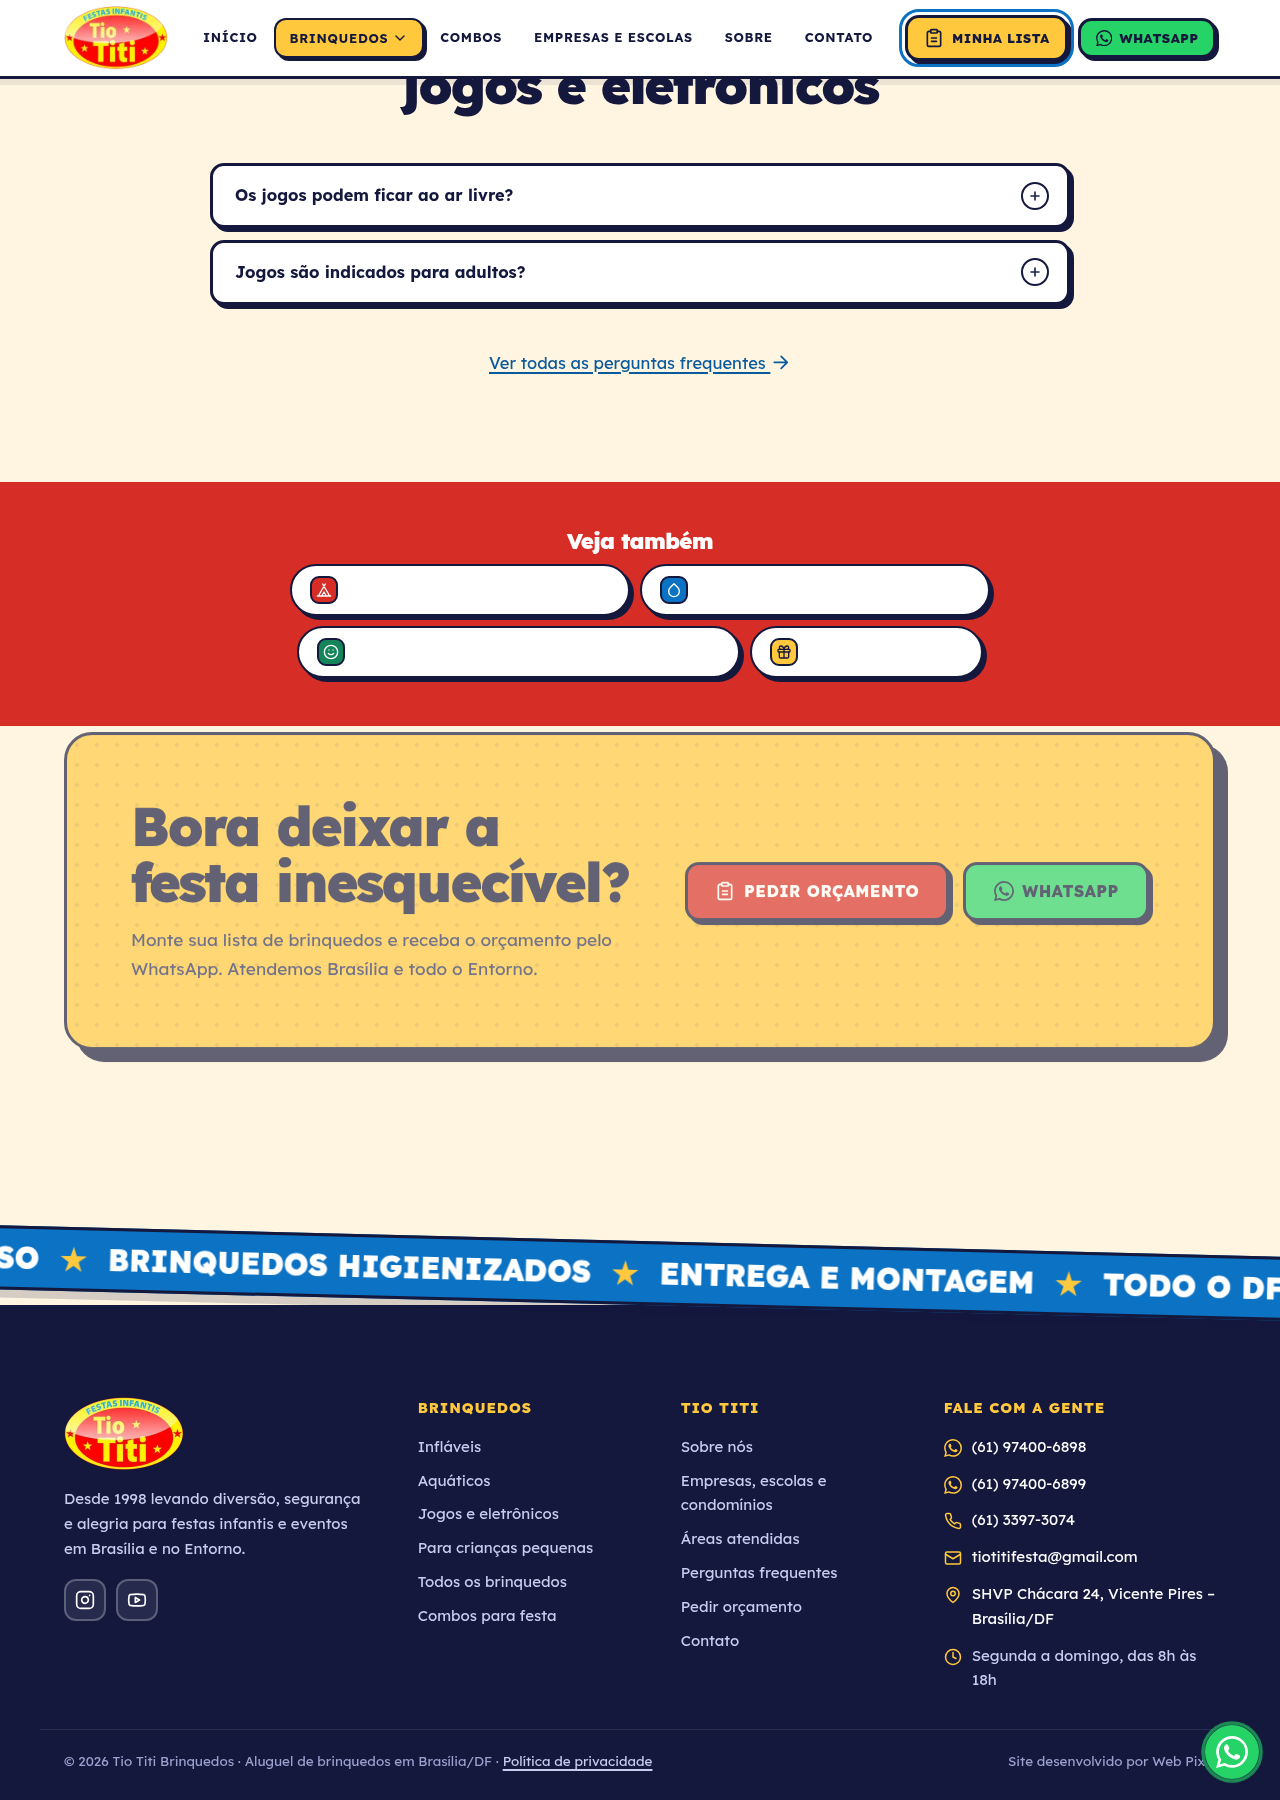 FESTAS INFANTIS
Tio
Titi
INÍCIO
BRINQUEDOS
COMBOS
EMPRESAS E ESCOLAS
SOBRE
CONTATO
MINHA LISTA
WHATSAPP
jogos e eletrônicos
Os jogos podem ficar ao ar livre?
Jogos são indicados para adultos?
Ver todas as perguntas frequentes
Veja também
Bora deixar a
festa inesquecível?
Monte sua lista de brinquedos e receba o orçamento pelo
WhatsApp. Atendemos Brasília e todo o Entorno.
PEDIR ORÇAMENTO
WHATSAPP
SO ★ BRINQUEDOS HIGIENIZADOS ★ ENTREGA E MONTAGEM ★ TODO O DF
FESTAS INFANTIS
Tio
Titi
Desde 1998 levando diversão, segurança
e alegria para festas infantis e eventos
em Brasília e no Entorno.
BRINQUEDOS
Infláveis
Aquáticos
Jogos e eletrônicos
Para crianças pequenas
Todos os brinquedos
Combos para festa
TIO TITI
Sobre nós
Empresas, escolas e
condomínios
Áreas atendidas
Perguntas frequentes
Pedir orçamento
Contato
FALE COM A GENTE
(61) 97400-6898
(61) 97400-6899
(61) 3397-3074
tiotitifesta@gmail.com
SHVP Chácara 24, Vicente Pires –
Brasília/DF
Segunda a domingo, das 8h às
18h
© 2026 Tio Titi Brinquedos · Aluguel de brinquedos em Brasília/DF · Política de privacidade
Site desenvolvido por Web Pix